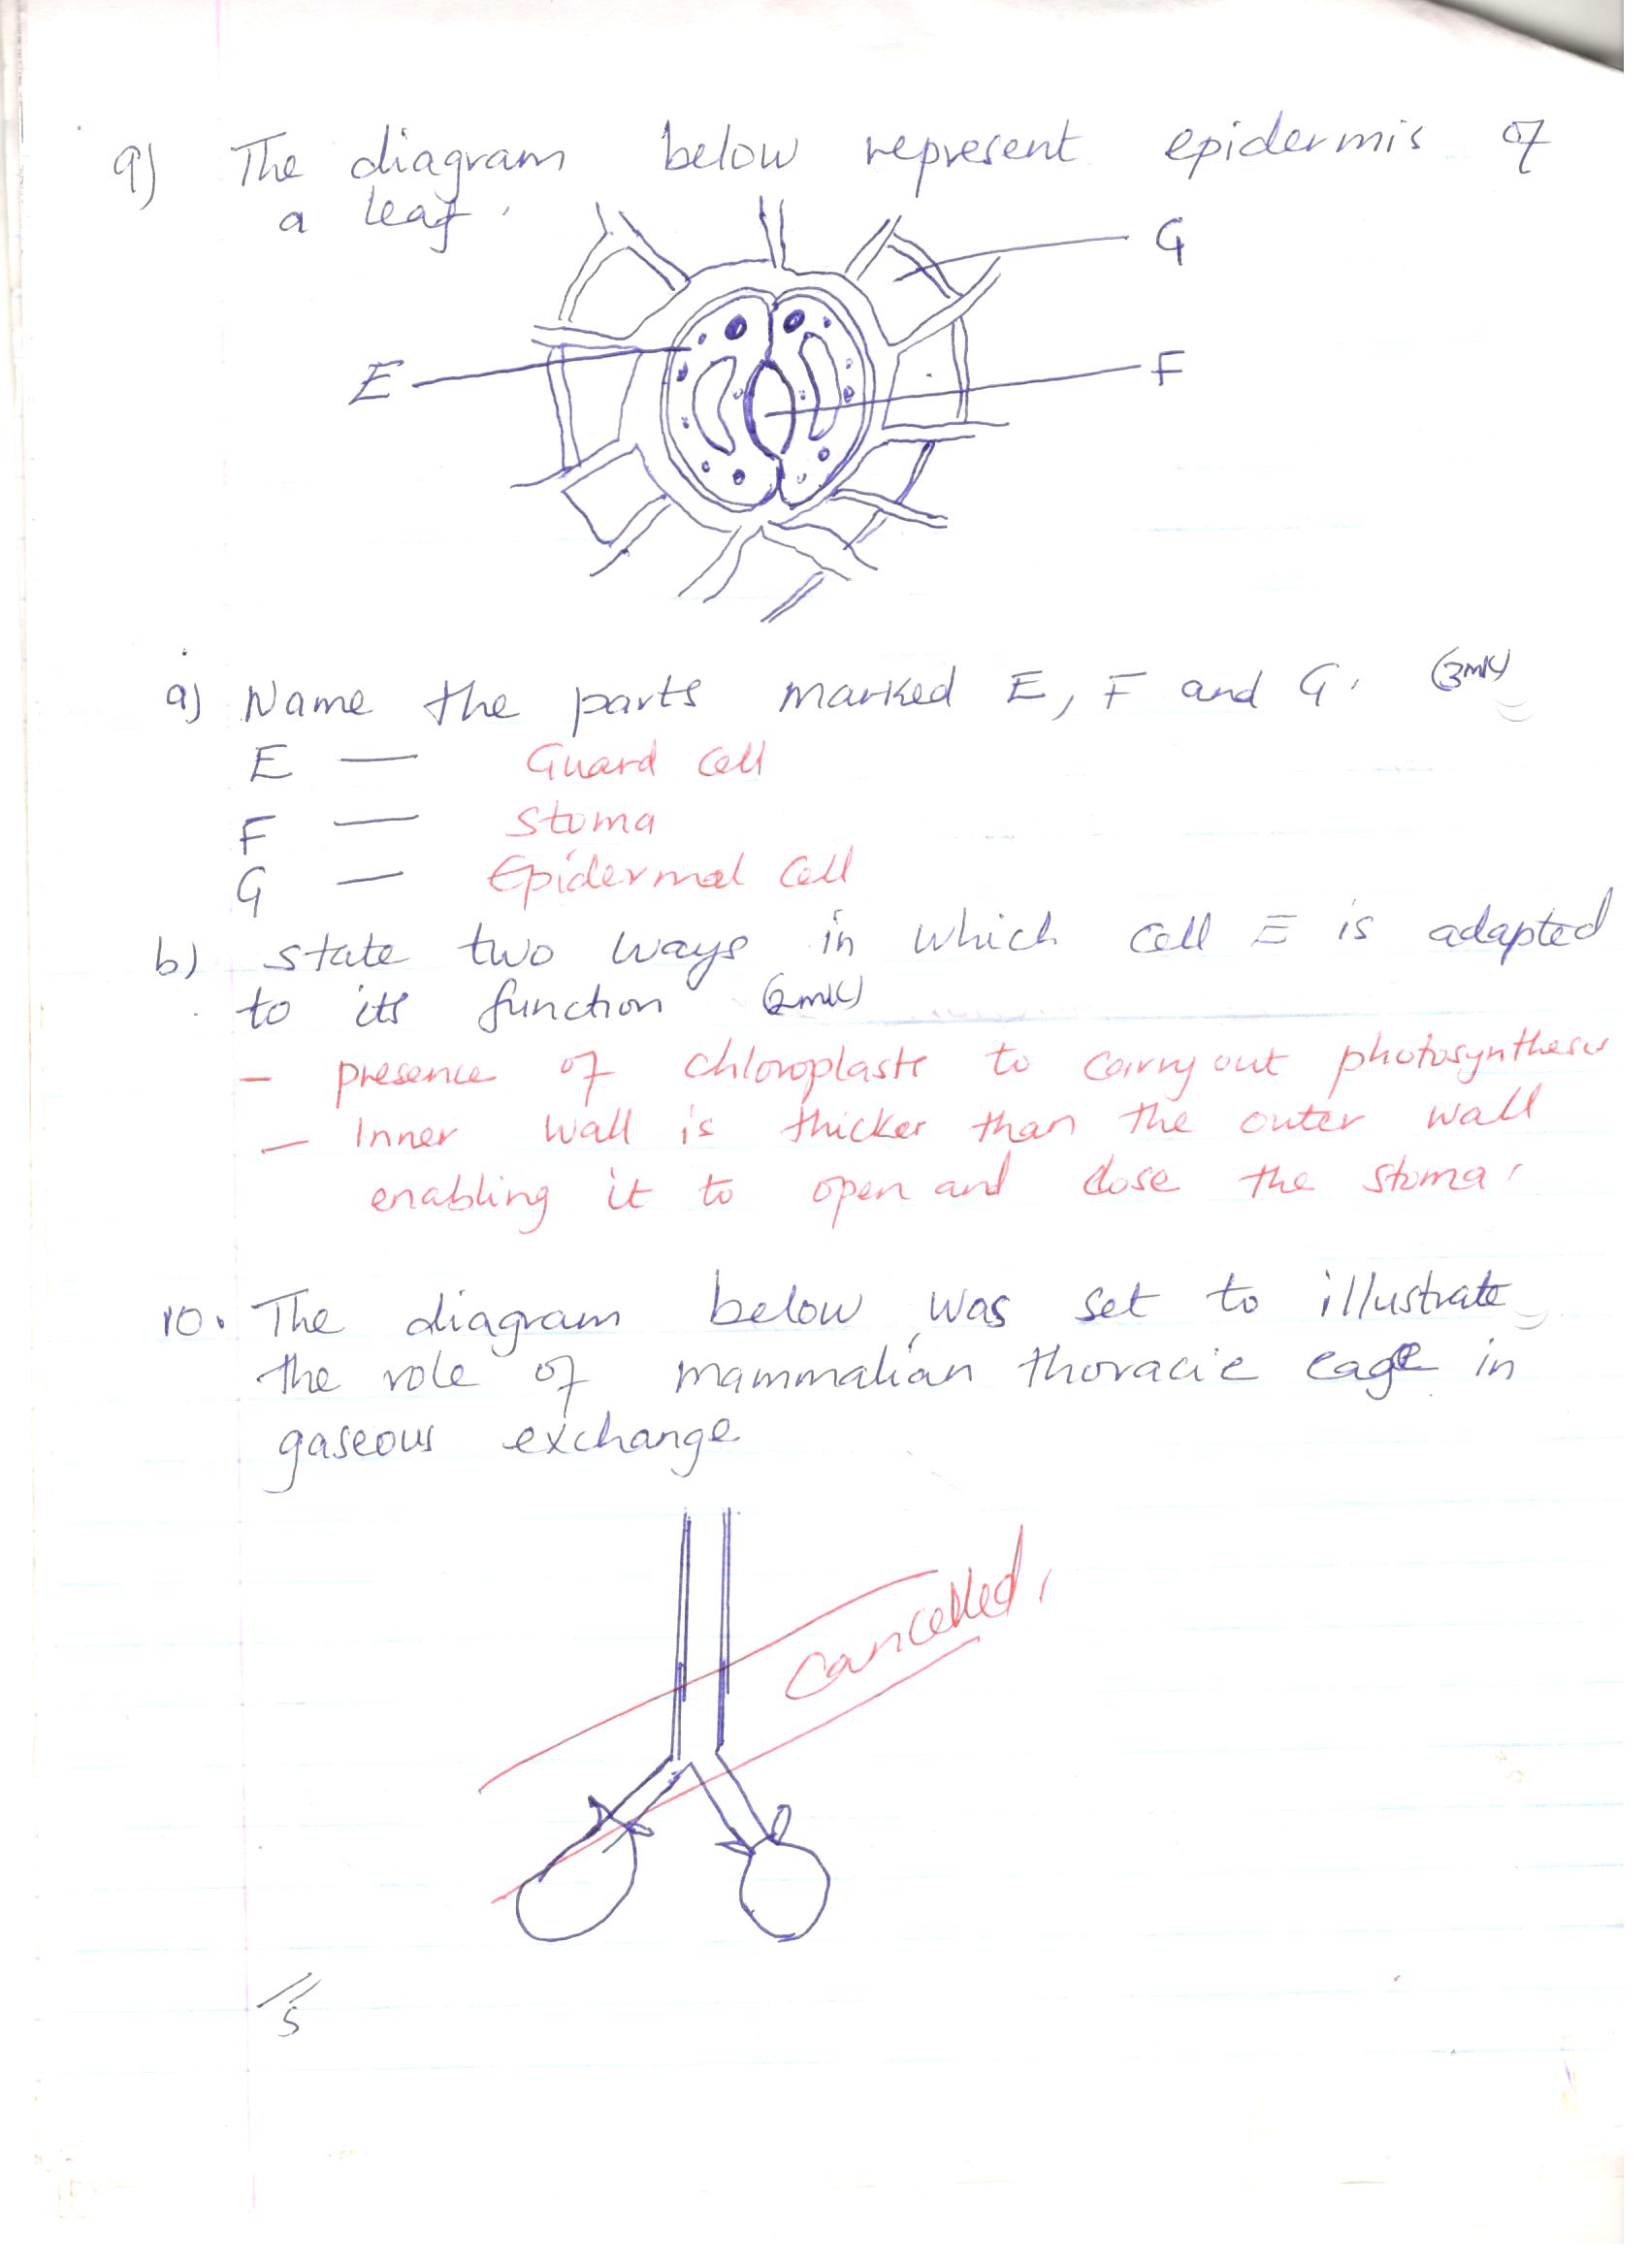 9) The diagram below represent epidermis of
a leaf.
G
E
F
a) Name the parts marked E, F and G. (3mk)
E — Guard cell
F — Stoma
G — Epidermal cell
b) state two ways in which cell E is adapted
to its function (2mk)
- presence of chloroplasts to carry out photosynthesis
- Inner wall is thicker than the outer wall
enabling it to open and close the stoma.
10. The diagram below was set to illustrate
the role of mammalian thoracic cage in
gaseous exchange
cancelled.
/5